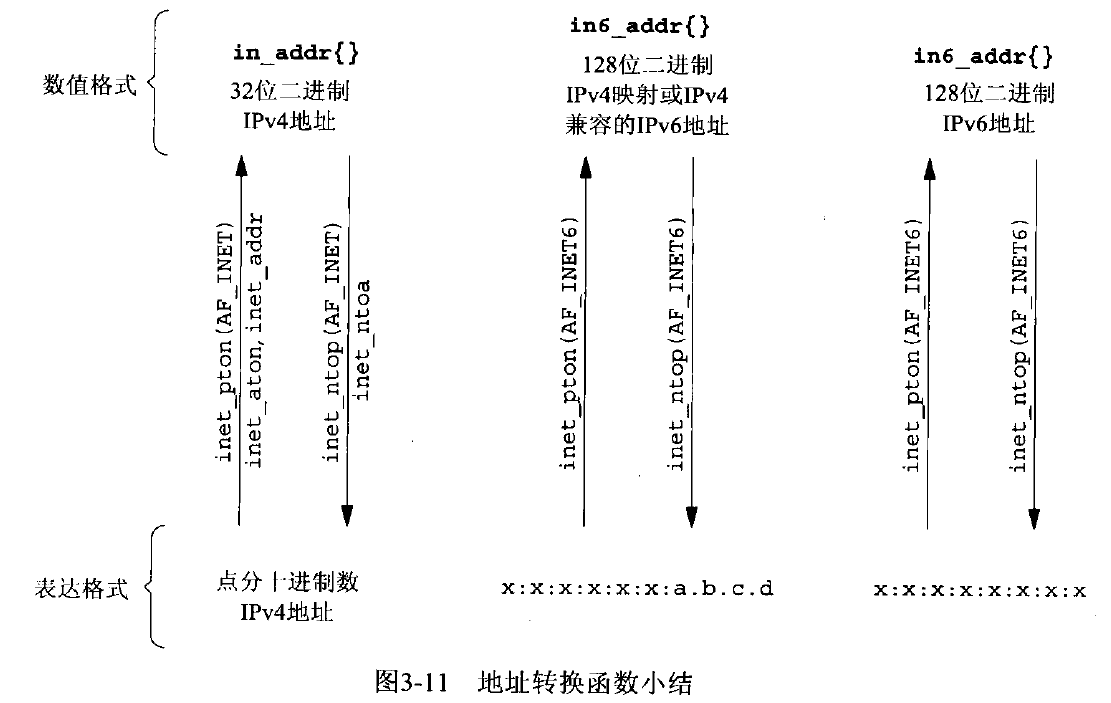 数值格式
in_addr{}
32位二进制
IPv4地址
in6_addr{}
128位二进制
IPv4映射或IPv4
兼容的IPv6地址
in6_addr{}
128位二进制
IPv6地址
inet_pton(AF_INET)
inet_aton,inet_addr
inet_ntop(AF_INET)
inet_ntoa
inet_pton(AF_INET6)
inet_ntop(AF_INET6)
inet_pton(AF_INET6)
inet_ntop(AF_INET6)
表达格式
点分十进制数
IPv4地址
x:x:x:x:x:x:a.b.c.d
x:x:x:x:x:x:x:x
图3-11 地址转换函数小结